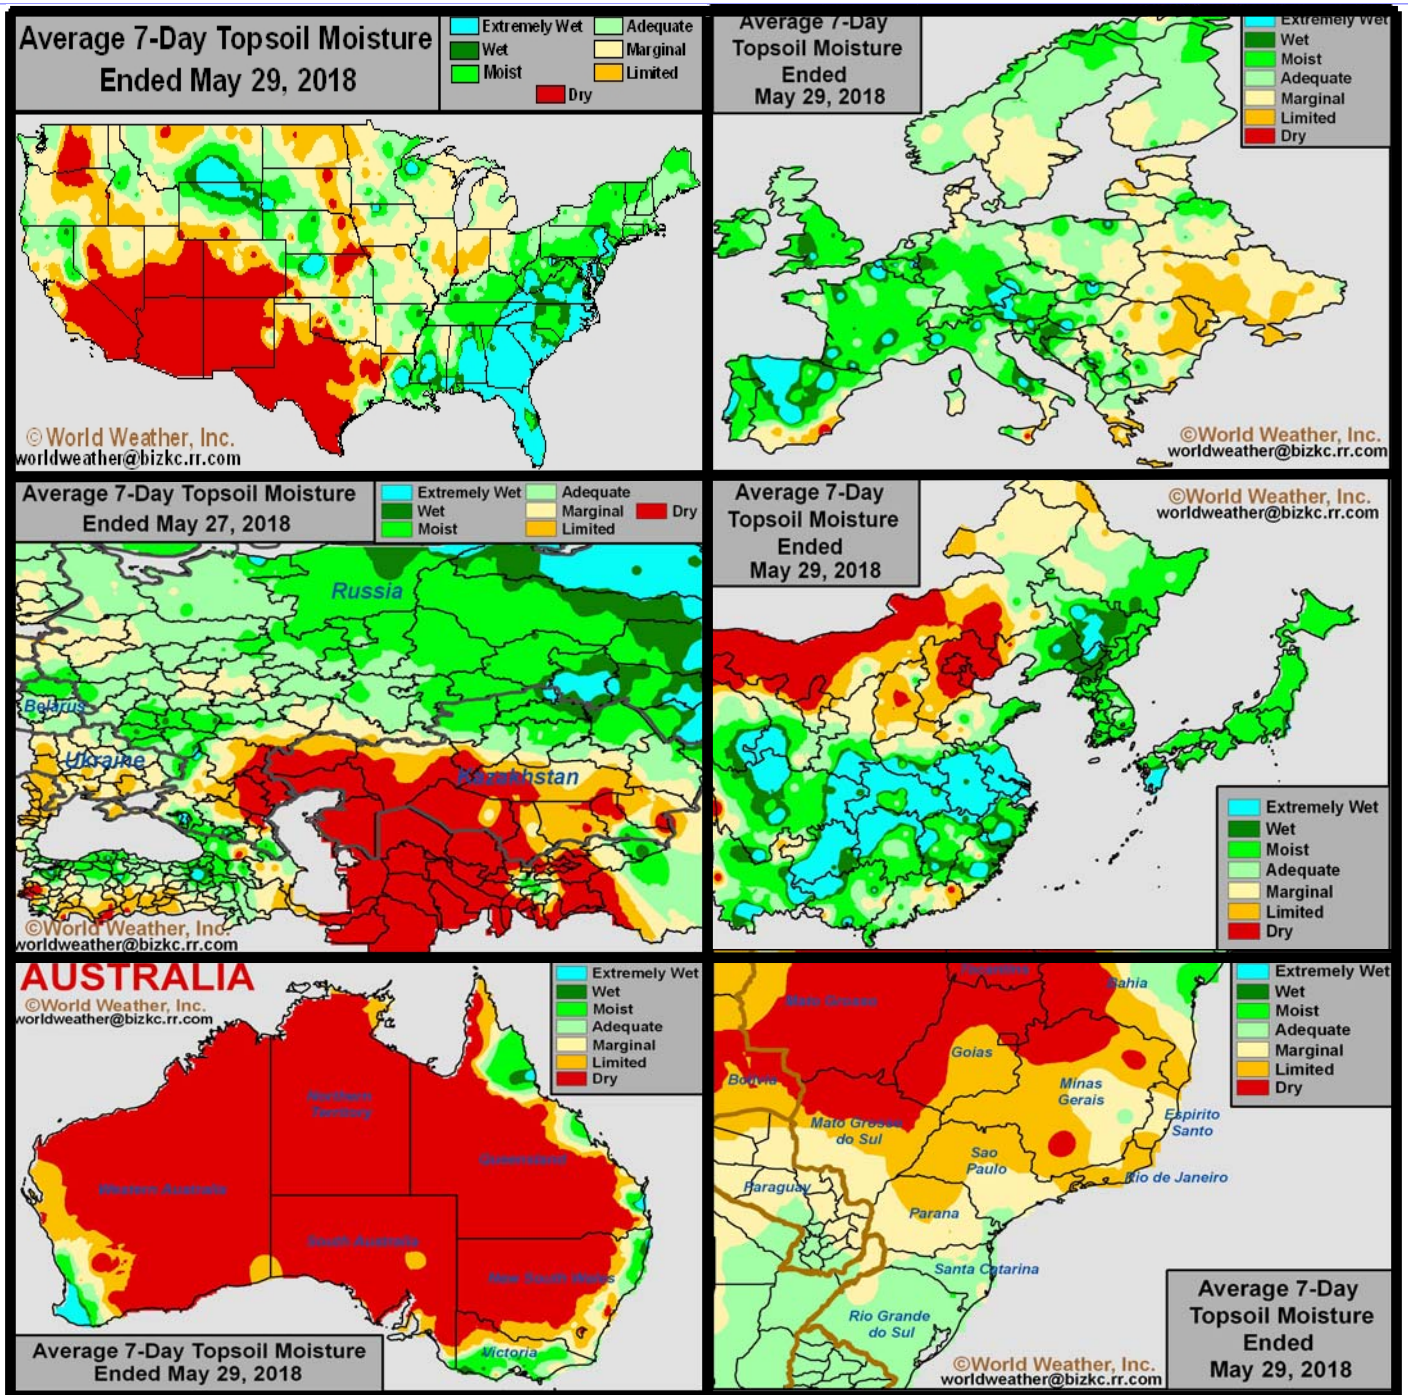 Average 7-Day Topsoil Moisture
Ended May 29, 2018
Extremely Wet
Wet
Moist
Adequate
Marginal
Limited
Dry
© World Weather, Inc.
worldweather@bizkc.rr.com
Average 7-Day
Topsoil Moisture
Ended
May 29, 2018
Extremely Wet
Wet
Moist
Adequate
Marginal
Limited
Dry
©World Weather, Inc.
worldweather@bizkc.rr.com
Average 7-Day Topsoil Moisture
Ended May 27, 2018
Extremely Wet
Wet
Moist
Adequate
Marginal
Limited
Dry
Russia
Belarus
Ukraine
Kazakhstan
©World Weather, Inc.
worldweather@bizkc.rr.com
Average 7-Day
Topsoil Moisture
Ended
May 29, 2018
©World Weather, Inc.
worldweather@bizkc.rr.com
Extremely Wet
Wet
Moist
Adequate
Marginal
Limited
Dry
AUSTRALIA
©World Weather, Inc.
worldweather@bizkc.rr.com
Extremely Wet
Wet
Moist
Adequate
Marginal
Limited
Dry
Northern
Territory
Queensland
Western Australia
South Australia
New South Wales
Victoria
Average 7-Day Topsoil Moisture
Ended May 29, 2018
Tocantins
Bahia
Mato Grosso
Goias
Bolivia
Minas
Gerais
Mato Grosso
do Sul
Espirito
Santo
Sao
Paulo
Rio de Janeiro
Paraguay
Parana
Santa Catarina
Rio Grande
do Sul
Extremely Wet
Wet
Moist
Adequate
Marginal
Limited
Dry
Average 7-Day
Topsoil Moisture
Ended
May 29, 2018
©World Weather, Inc.
worldweather@bizkc.rr.com